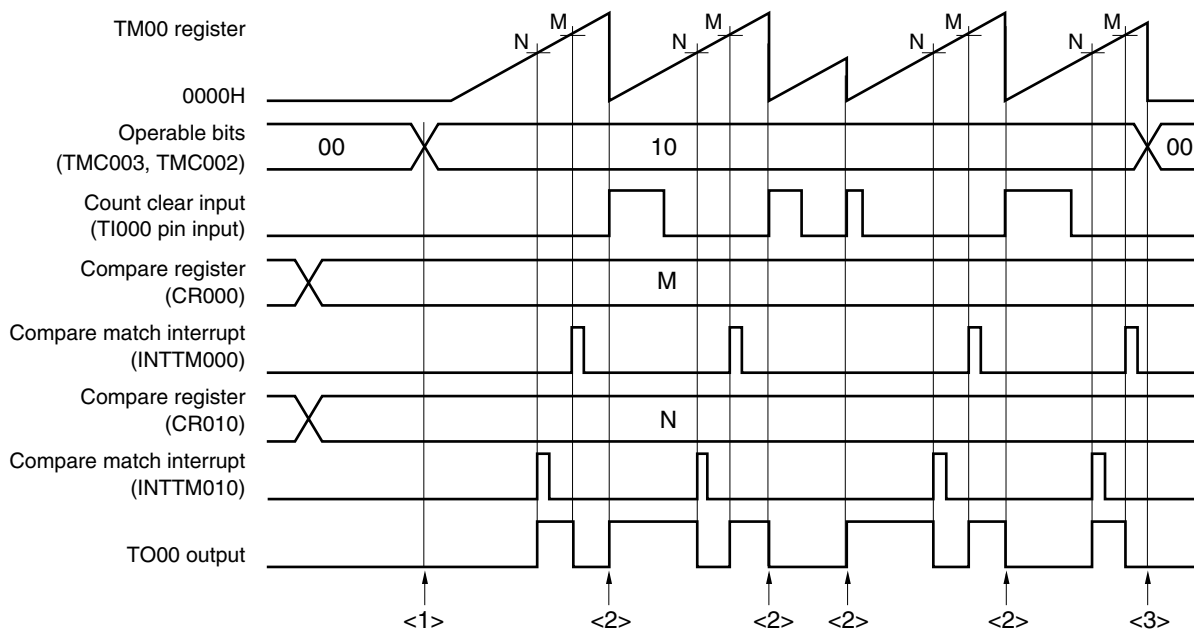 TM00 register
N M N M N M N M
0000H
Operable bits
(TMC003, TMC002)
00 10 00
Count clear input
(TI000 pin input)
Compare register
(CR000)
M
Compare match interrupt
(INTTM000)
Compare register
(CR010)
N
Compare match interrupt
(INTTM010)
TO00 output
<1> <2> <2> <2> <2> <3>